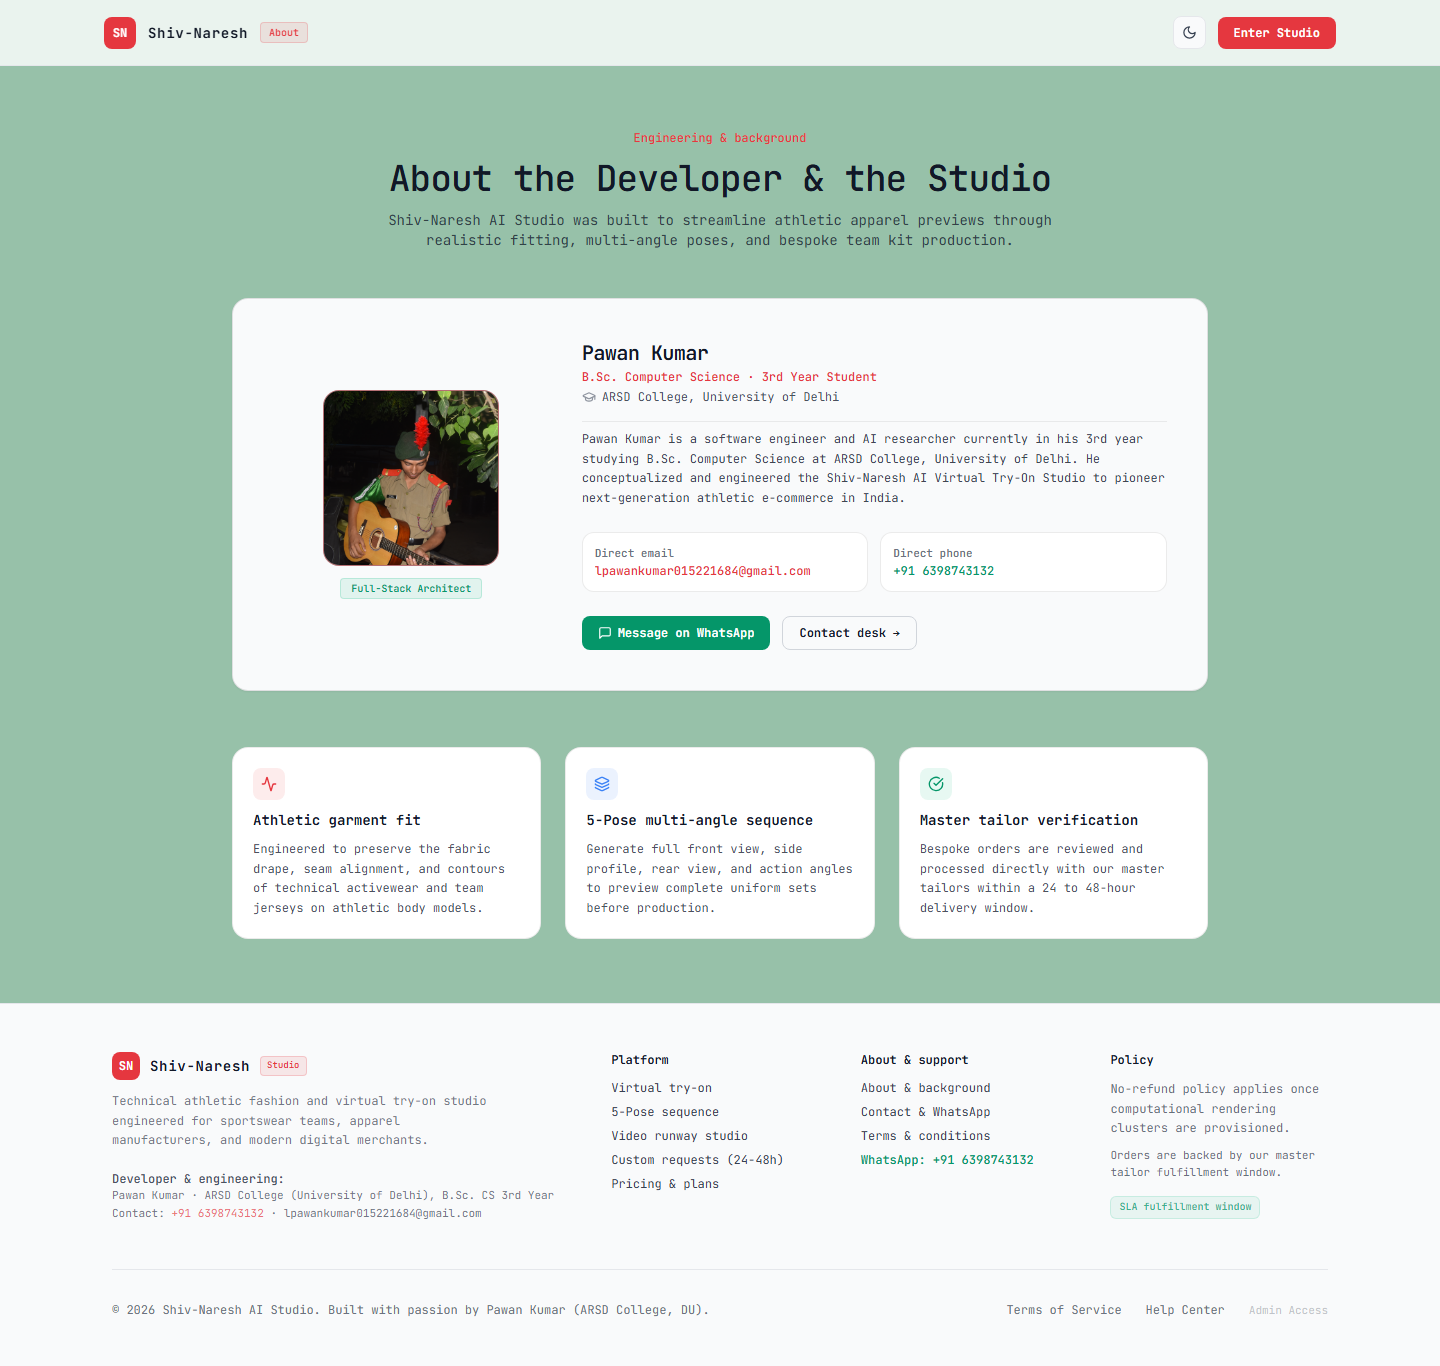 SN Shiv-Naresh About Enter Studio
Engineering & background
About the Developer & the Studio
Shiv-Naresh AI Studio was built to streamline athletic apparel previews through
realistic fitting, multi-angle poses, and bespoke team kit production.
Full-Stack Architect
Pawan Kumar
B.Sc. Computer Science · 3rd Year Student
ARSD College, University of Delhi
Pawan Kumar is a software engineer and AI researcher currently in his 3rd year
studying B.Sc. Computer Science at ARSD College, University of Delhi. He
conceptualized and engineered the Shiv-Naresh AI Virtual Try-On Studio to pioneer
next-generation athletic e-commerce in India.
Direct email
lpawankumar015221684@gmail.com
Direct phone
+91 6398743132
Message on WhatsApp
Contact desk →
Athletic garment fit
Engineered to preserve the fabric
drape, seam alignment, and contours
of technical activewear and team
jerseys on athletic body models.
5-Pose multi-angle sequence
Generate full front view, side
profile, rear view, and action angles
to preview complete uniform sets
before production.
Master tailor verification
Bespoke orders are reviewed and
processed directly with our master
tailors within a 24 to 48-hour
delivery window.
SN Shiv-Naresh Studio
Technical athletic fashion and virtual try-on studio
engineered for sportswear teams, apparel
manufacturers, and modern digital merchants.
Developer & engineering:
Pawan Kumar · ARSD College (University of Delhi), B.Sc. CS 3rd Year
Contact: +91 6398743132 · lpawankumar015221684@gmail.com
Platform
Virtual try-on
5-Pose sequence
Video runway studio
Custom requests (24-48h)
Pricing & plans
About & support
About & background
Contact & WhatsApp
Terms & conditions
WhatsApp: +91 6398743132
Policy
No-refund policy applies once
computational rendering
clusters are provisioned.
Orders are backed by our master
tailor fulfillment window.
SLA fulfillment window
© 2026 Shiv-Naresh AI Studio. Built with passion by Pawan Kumar (ARSD College, DU).
Terms of Service Help Center Admin Access